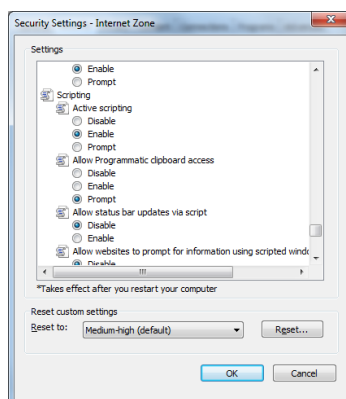 Security Settings - Internet Zone
Settings
Enable
Prompt
Scripting
Active scripting
Disable
Enable
Prompt
Allow Programmatic clipboard access
Disable
Enable
Prompt
Allow status bar updates via script
Disable
Enable
Allow websites to prompt for information using scripted windo
Disable
*Takes effect after you restart your computer
Reset custom settings
Reset to: Medium-high (default) Reset...
OK Cancel